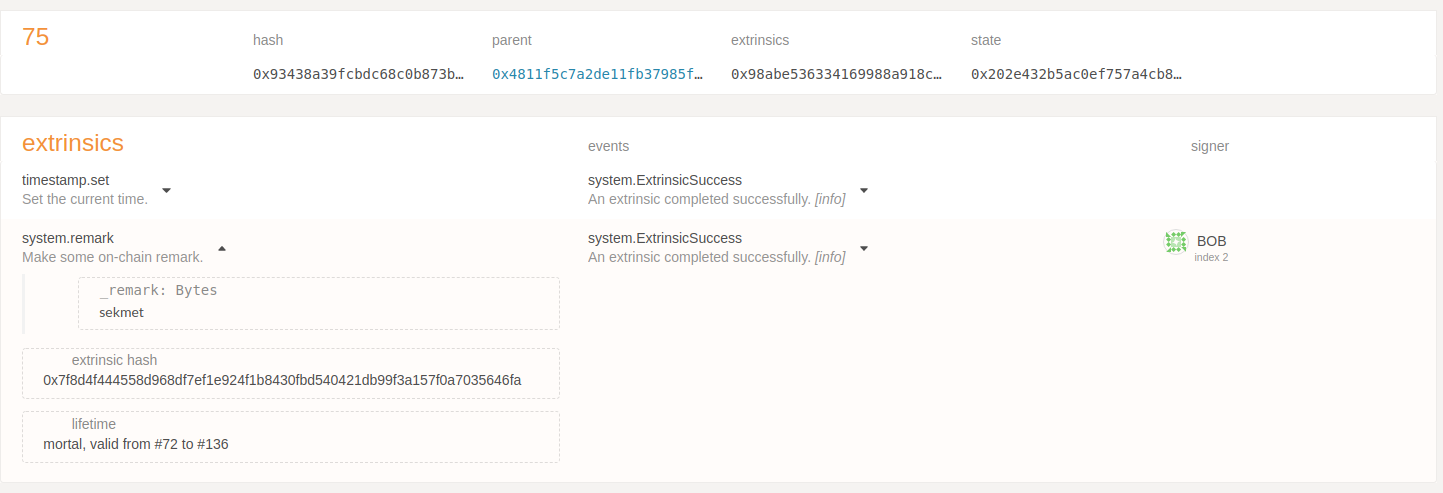 75
hash
parent
extrinsics
state
0x93438a39fcbdc68c0b873b…
0x4811f5c7a2de11fb37985f…
0x98abe536334169988a918c…
0x202e432b5ac0ef757a4cb8…
extrinsics
events
signer
timestamp.set
Set the current time.
system.ExtrinsicSuccess
An extrinsic completed successfully. [info]
system.remark
Make some on-chain remark.
system.ExtrinsicSuccess
An extrinsic completed successfully. [info]
BOB
index 2
_remark: Bytes
sekmet
extrinsic hash
0x7f8d4f444558d968df7ef1e924f1b8430fbd540421db99f3a157f0a7035646fa
lifetime
mortal, valid from #72 to #136